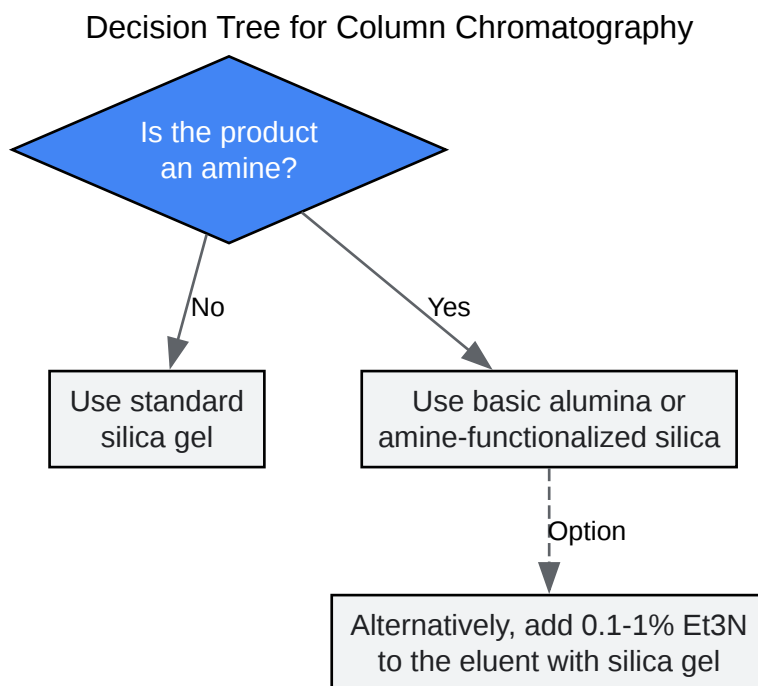 Decision Tree for Column Chromatography
Is the product
an amine?
No
Yes
Use standard
silica gel
Use basic alumina or
amine-functionalized silica
Option
Alternatively, add 0.1-1% Et3N
to the eluent with silica gel